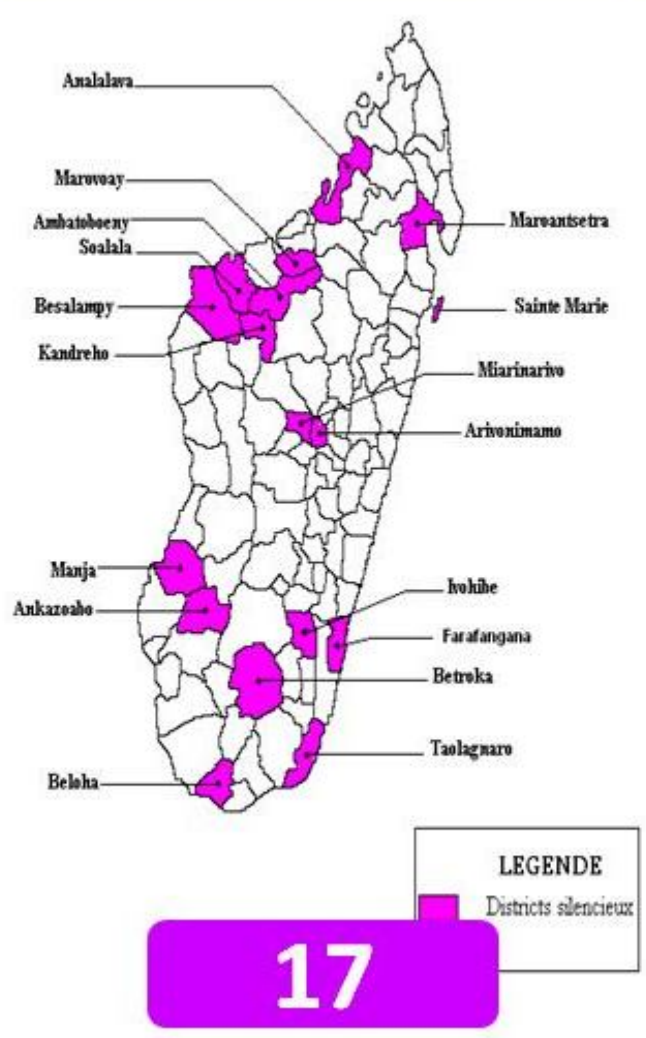 Analalava
Marovoay
Ambatoboeny
Soalala
Maroantsetra
Besalampy
Sainte Marie
Kandreho
Miarinarivo
Arivonimamo
Manja
Ivohibe
Ankazoabo
Farafangana
Betroka
Taolagnaro
Beloha
LEGENDE
Districts silencieux
17